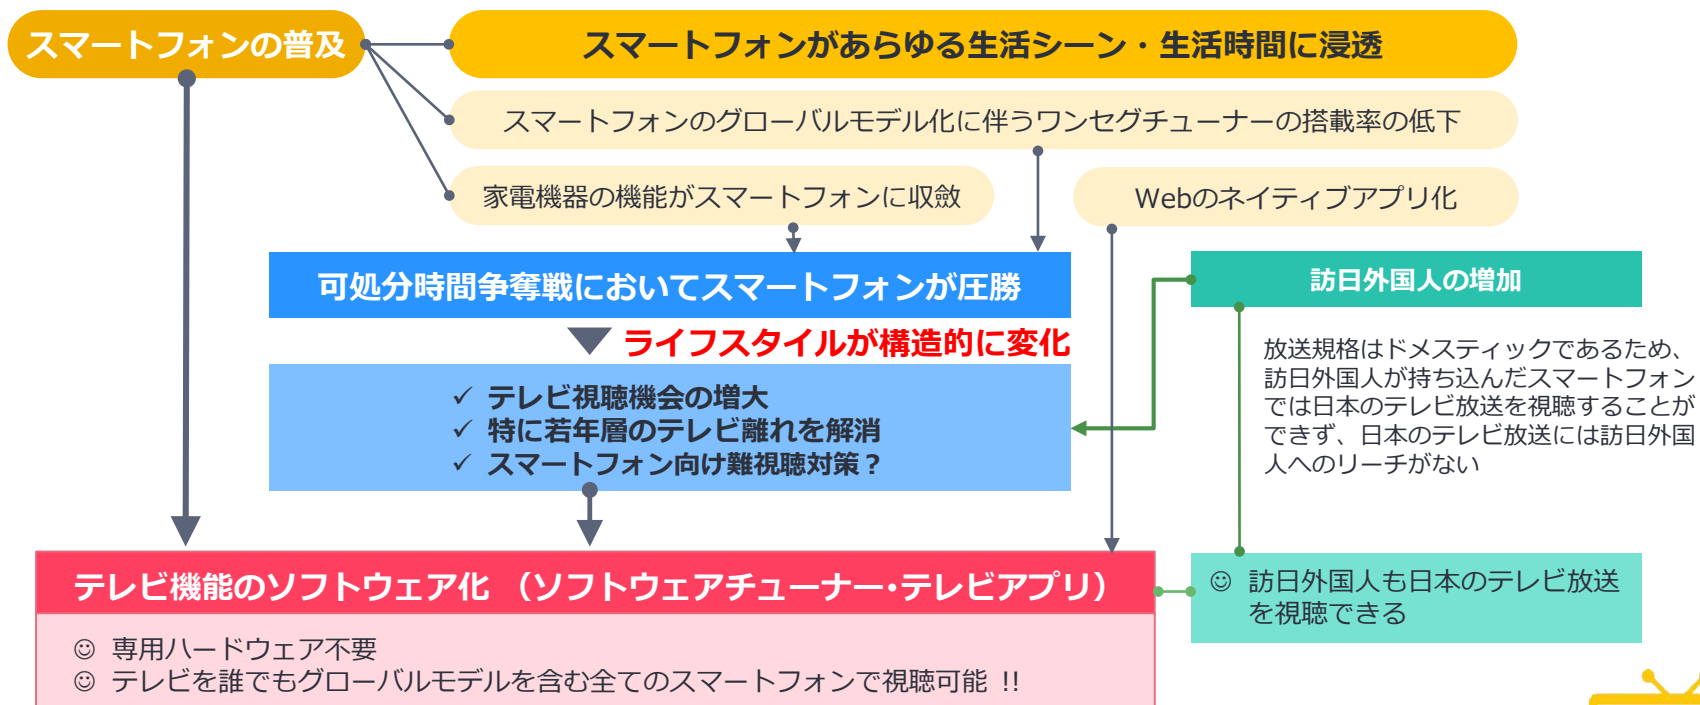 スマートフォンの普及
スマートフォンがあらゆる生活シーン・生活時間に浸透
スマートフォンのグローバルモデル化に伴うワンセグチューナーの搭載率の低下
家電機器の機能がスマートフォンに収斂
Webのネイティブアプリ化
可処分時間争奪戦においてスマートフォンが圧勝
訪日外国人の増加
ライフスタイルが構造的に変化
✓ テレビ視聴機会の増大
✓ 特に若年層のテレビ離れを解消
✓ スマートフォン向け難視聴対策？
放送規格はドメスティックであるため、
訪日外国人が持ち込んだスマートフォン
では日本のテレビ放送を視聴することが
できず、日本のテレビ放送には訪日外国
人へのリーチがない
テレビ機能のソフトウェア化 （ソフトウェアチューナー・テレビアプリ）
☺ 専用ハードウェア不要
☺ テレビを誰でもグローバルモデルを含む全てのスマートフォンで視聴可能 !!
☺ 訪日外国人も日本のテレビ放送
を視聴できる